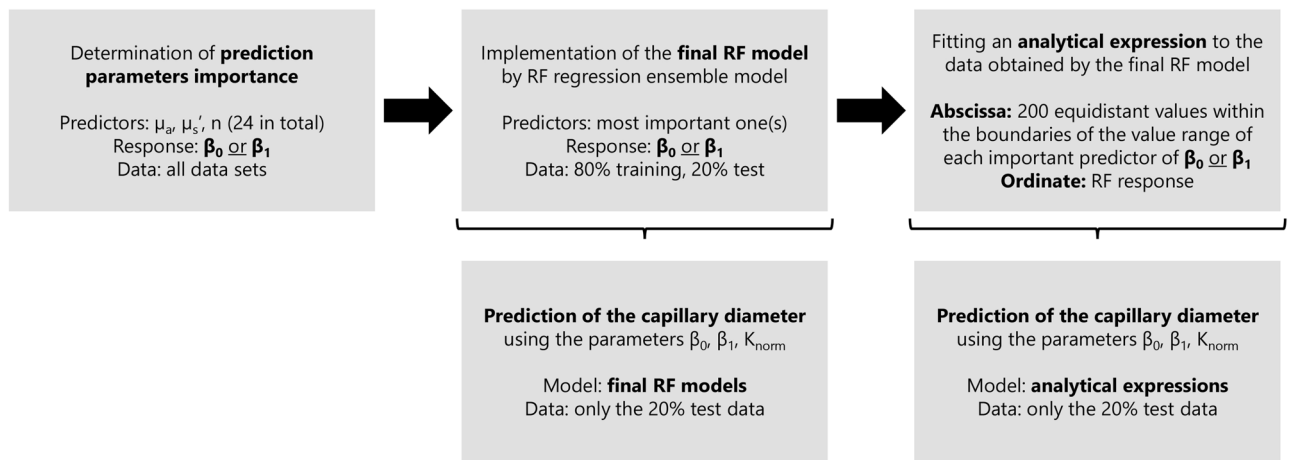 Determination of prediction
parameters importance
Predictors: μₐ, μₛ′, n (24 in total)
Response: β₀ or β₁
Data: all data sets
Implementation of the final RF model
by RF regression ensemble model
Predictors: most important one(s)
Response: β₀ or β₁
Data: 80% training, 20% test
Fitting an analytical expression to the
data obtained by the final RF model
Abscissa: 200 equidistant values within
the boundaries of the value range of
each important predictor of β₀ or β₁
Ordinate: RF response
Prediction of the capillary diameter
using the parameters β₀, β₁, Kₙₒᵣₘ
Model: final RF models
Data: only the 20% test data
Prediction of the capillary diameter
using the parameters β₀, β₁, Kₙₒᵣₘ
Model: analytical expressions
Data: only the 20% test data